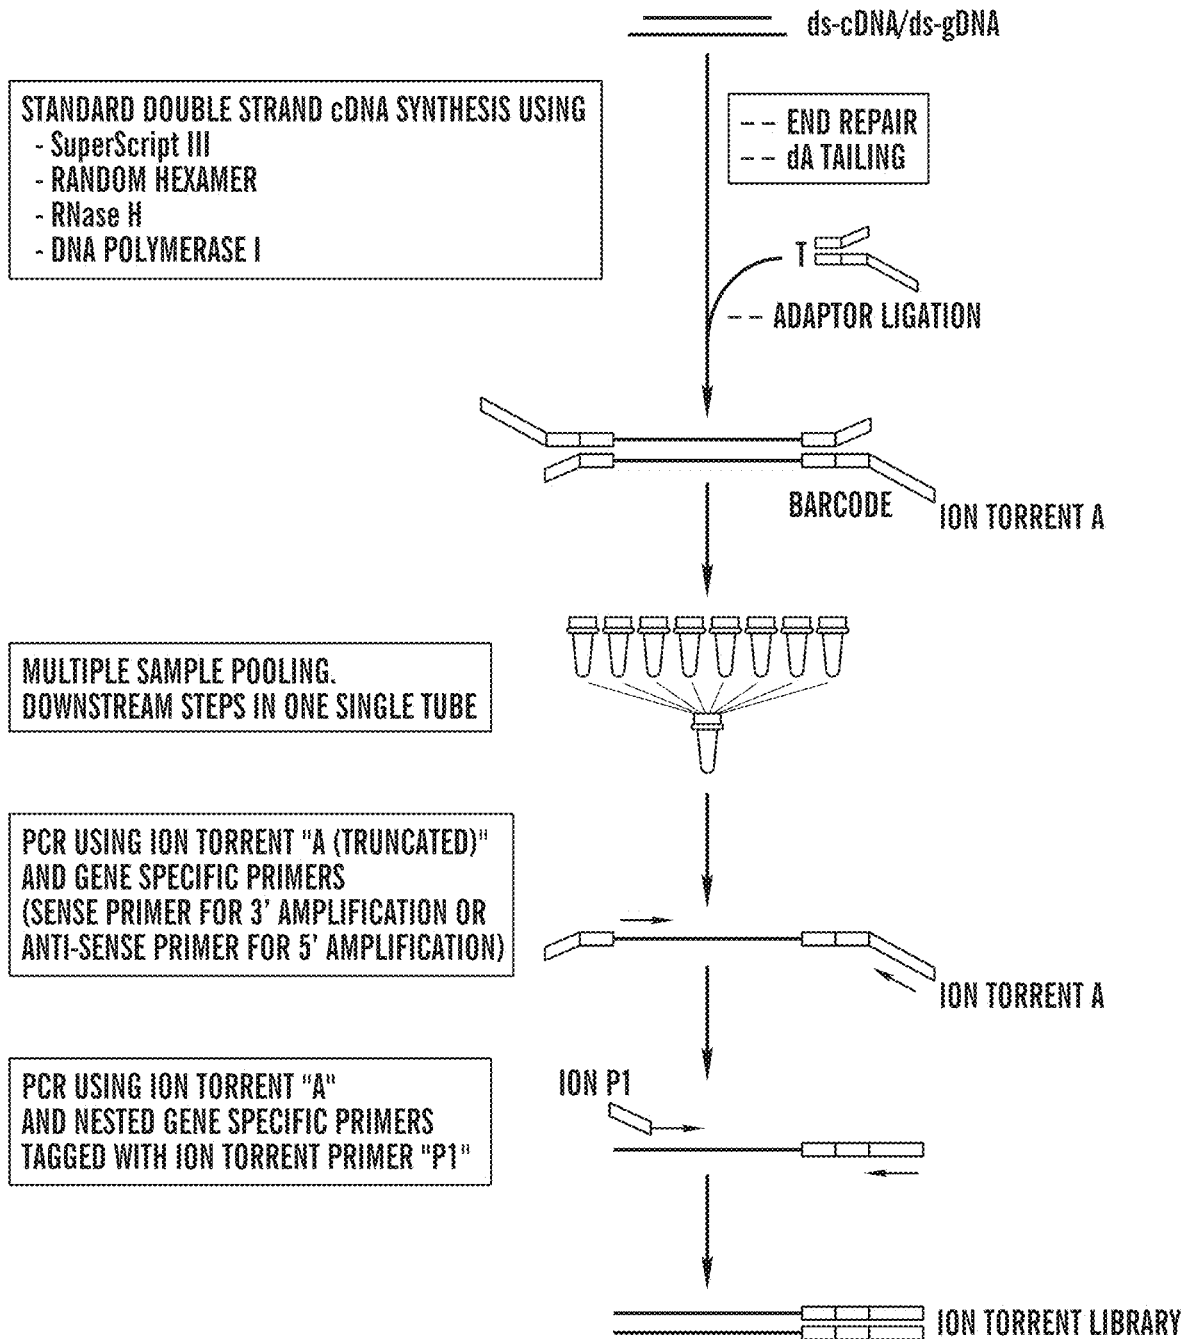 ds-cDNA/ds-gDNA
STANDARD DOUBLE STRAND cDNA SYNTHESIS USING
- SuperScript III
- RANDOM HEXAMER
- RNase H
- DNA POLYMERASE I
-- END REPAIR
-- dA TAILING
T
-- ADAPTOR LIGATION
BARCODE
ION TORRENT A
MULTIPLE SAMPLE POOLING.
DOWNSTREAM STEPS IN ONE SINGLE TUBE
PCR USING ION TORRENT "A (TRUNCATED)"
AND GENE SPECIFIC PRIMERS
(SENSE PRIMER FOR 3' AMPLIFICATION OR
ANTI-SENSE PRIMER FOR 5' AMPLIFICATION)
ION TORRENT A
PCR USING ION TORRENT "A"
AND NESTED GENE SPECIFIC PRIMERS
TAGGED WITH ION TORRENT PRIMER "P1"
ION P1
ION TORRENT LIBRARY